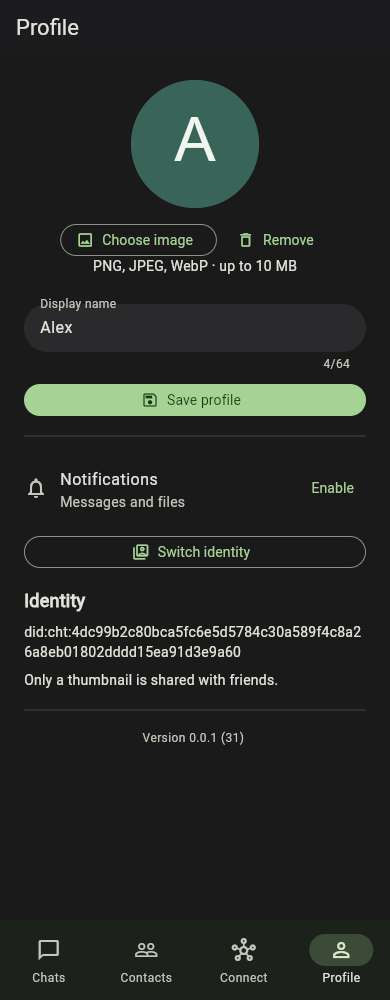 Profile
A
Choose image
Remove
PNG, JPEG, WebP · up to 10 MB
Display name
Alex
4/64
Save profile
Notifications
Messages and files
Enable
Switch identity
Identity
did:cht:4dc99b2c80bca5fc6e5d5784c30a589f4c8a2
6a8eb01802dddd15ea91d3e9a60
Only a thumbnail is shared with friends.
Version 0.0.1 (31)
Chats
Contacts
Connect
Profile